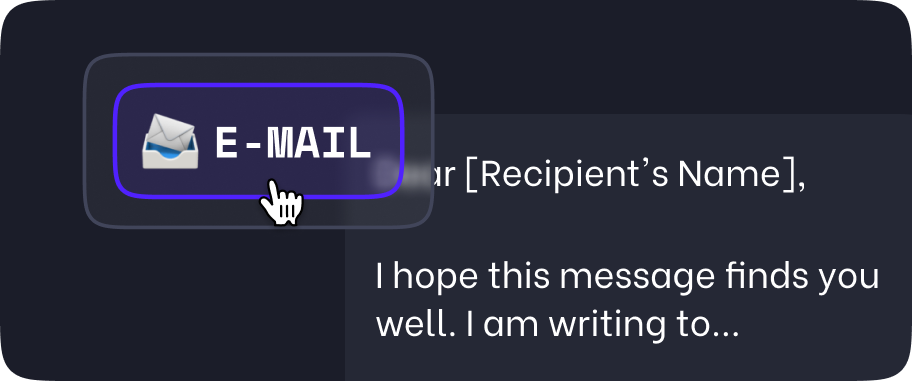 E-MAIL
ar [Recipient’s Name],
I hope this message finds you
well. I am writing to...